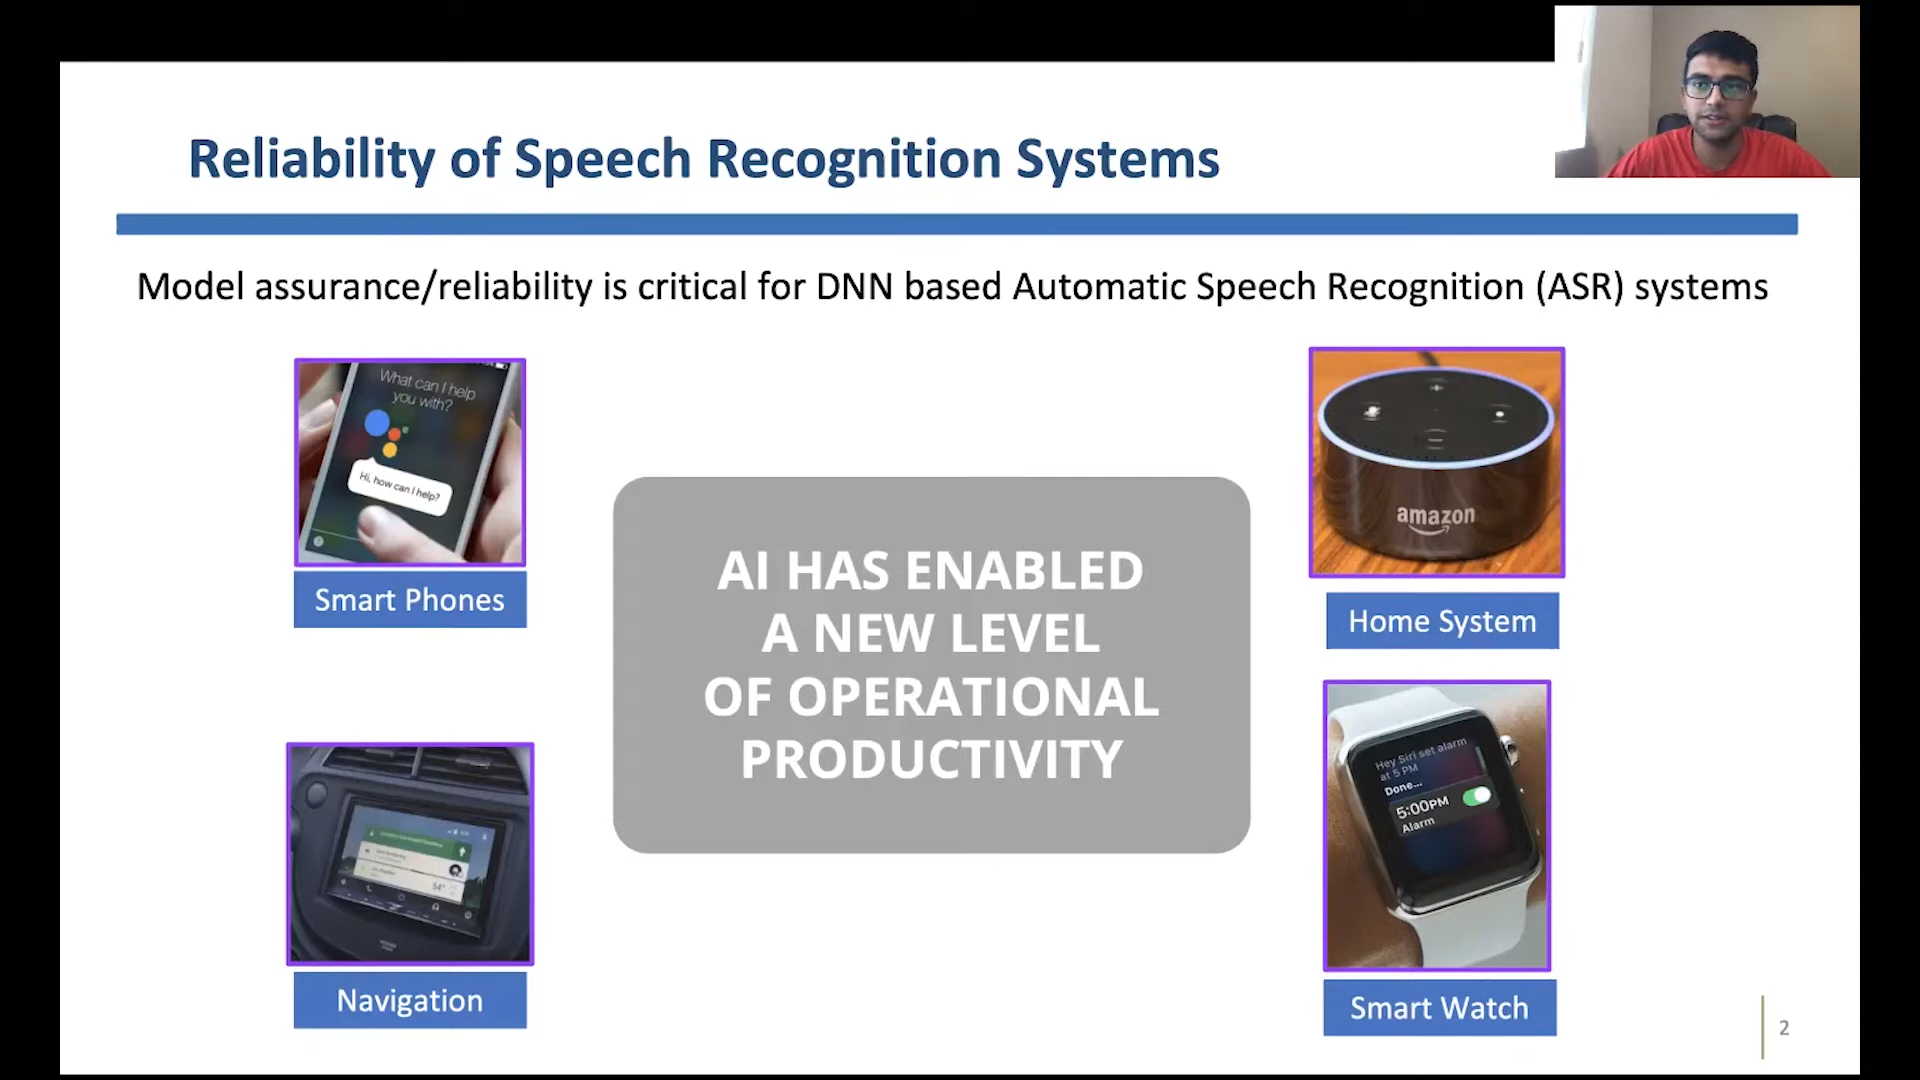 Reliability of Speech Recognition Systems
Model assurance/reliability is critical for DNN based Automatic Speech Recognition (ASR) systems
What can I help
you with?
Hi, how can I help?
Smart Phones
amazon
Home System
AI HAS ENABLED
A NEW LEVEL
OF OPERATIONAL
PRODUCTIVITY
54°
Navigation
Hey Siri set alarm
at 5 PM
Done...
5:00PM
Alarm
Smart Watch
2